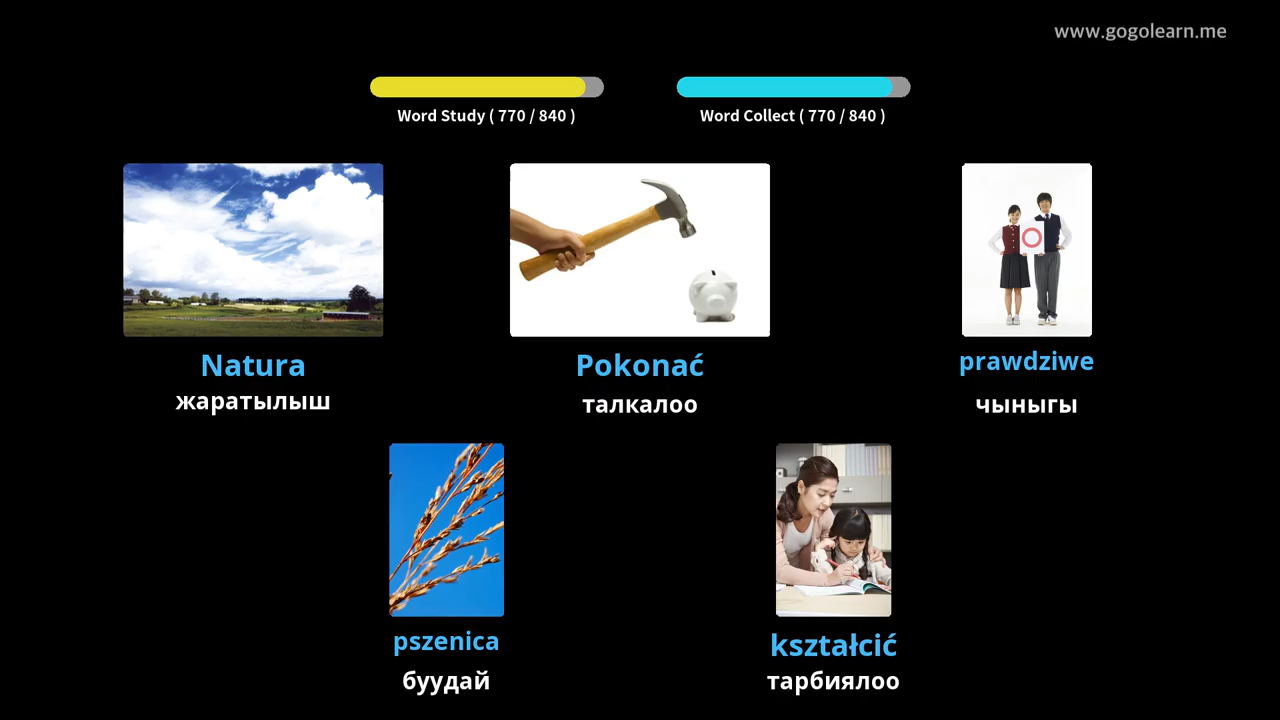 www.gogolearn.me
Word Study ( 770 / 840 )
Word Collect ( 770 / 840 )
Natura
жаратылыш
Pokonać
талкалоо
prawdziwe
чыныгы
pszenica
буудай
kształcić
тарбиялоо